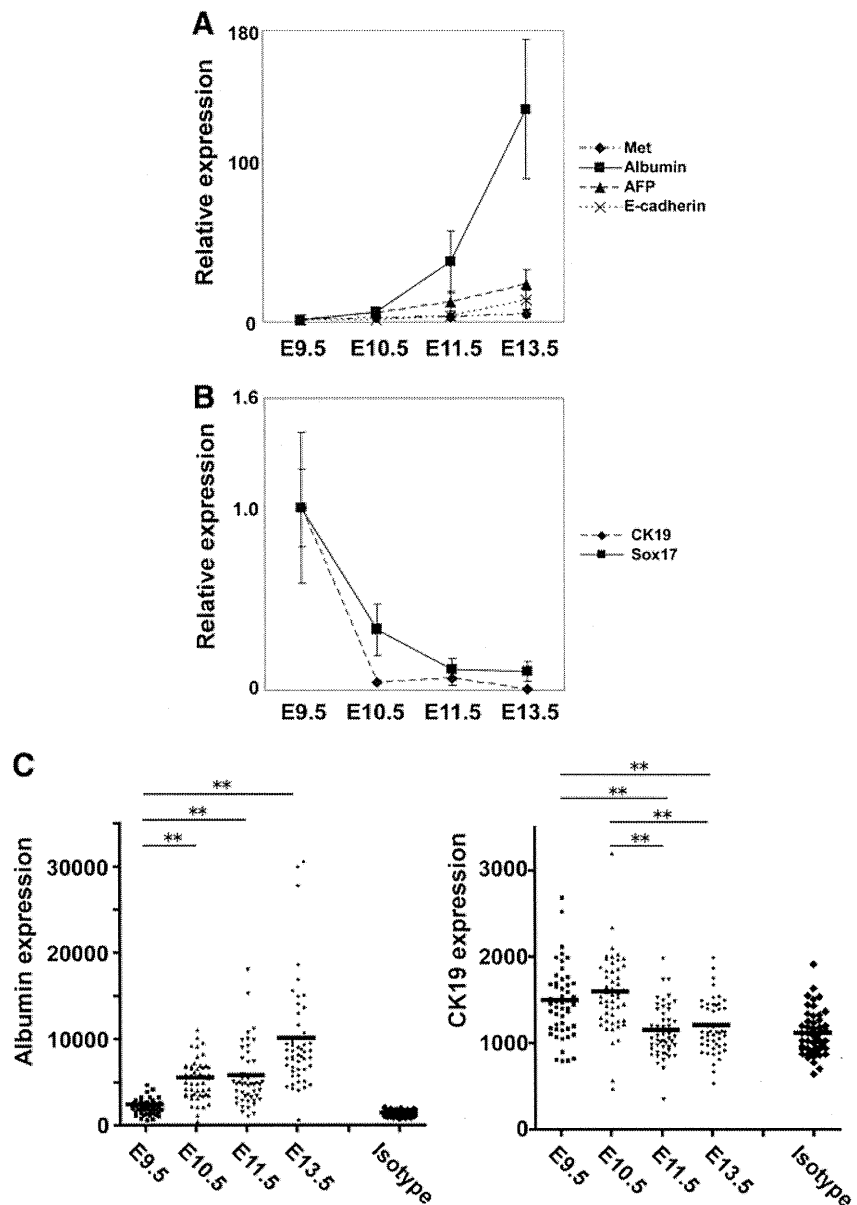 A
180
100
0
Relative expression
E9.5 E10.5 E11.5 E13.5
Met
Albumin
AFP
E-cadherin
B
1.6
1.0
0
Relative expression
E9.5 E10.5 E11.5 E13.5
CK19
Sox17
C
**
**
**
30000
20000
10000
0
Albumin expression
E9.5
E10.5
E11.5
E13.5
Isotype
**
**
**
**
3000
2000
1000
0
CK19 expression
E9.5
E10.5
E11.5
E13.5
Isotype